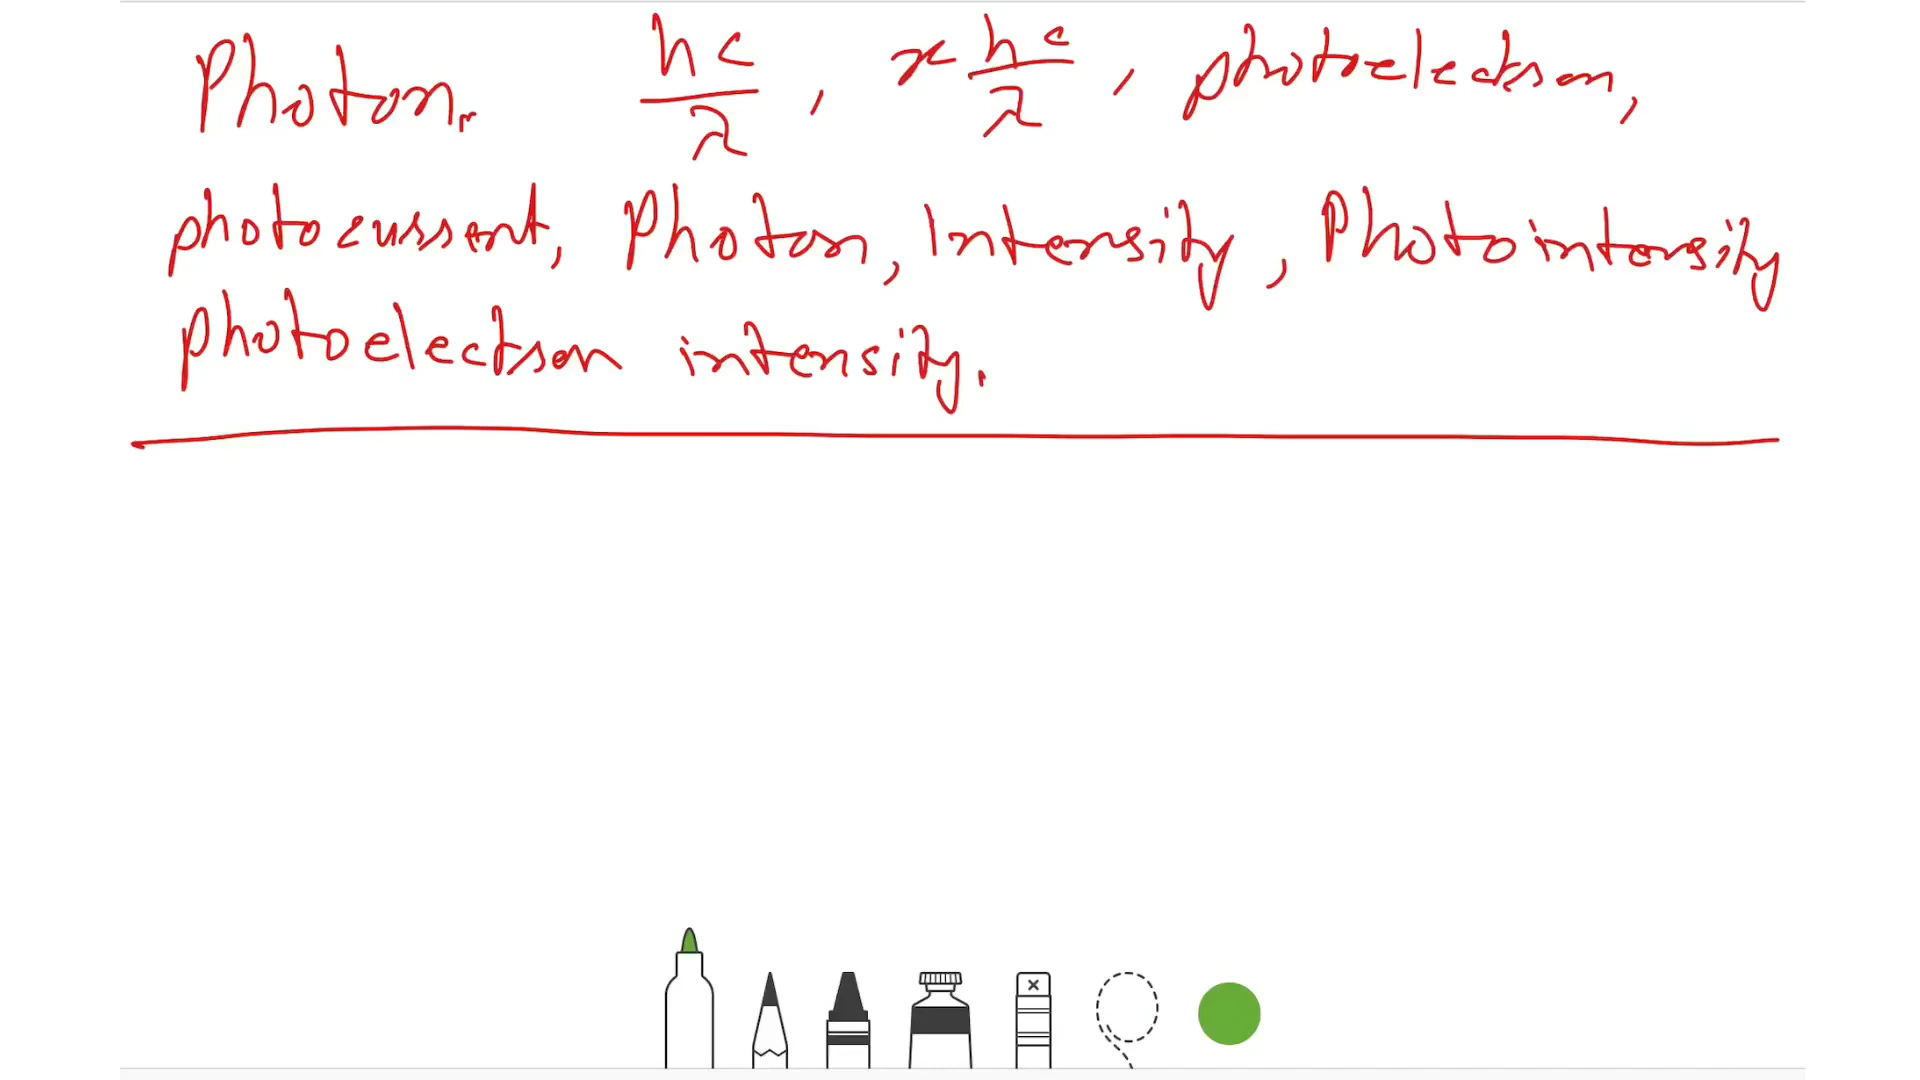 Photon. hc/λ, x hc/λ, photoelectron,
photocurrent, Photon, Intensity, Photointensity
Photoelectron intensity.